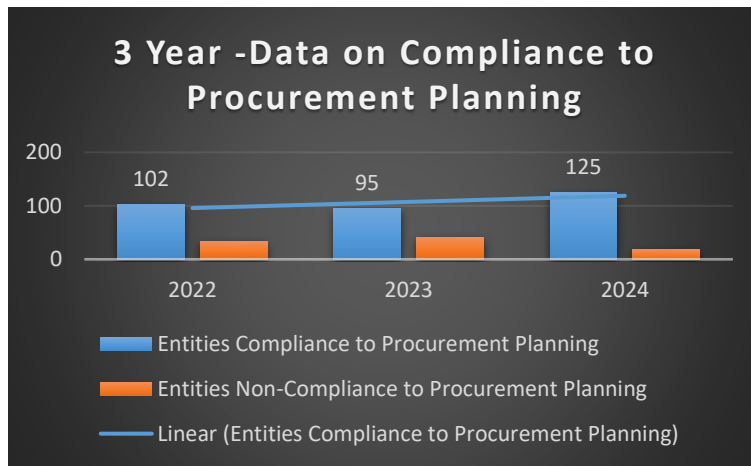 3 Year -Data on Compliance to
Procurement Planning
200
100
0
102
95
125
2022
2023
2024
Entities Compliance to Procurement Planning
Entities Non-Compliance to Procurement Planning
Linear (Entities Compliance to Procurement Planning)